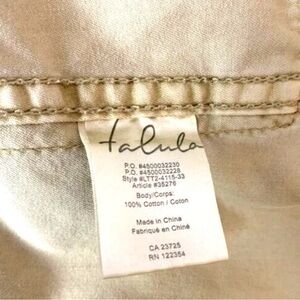 talula
P.O. #4500032230
P.O. #4500032228
Style #LTT2-4115-33
Article #35276
Body/Corps:
100% Cotton / Coton
Made in China
Fabriqué en Chine
CA 23725
RN 122354